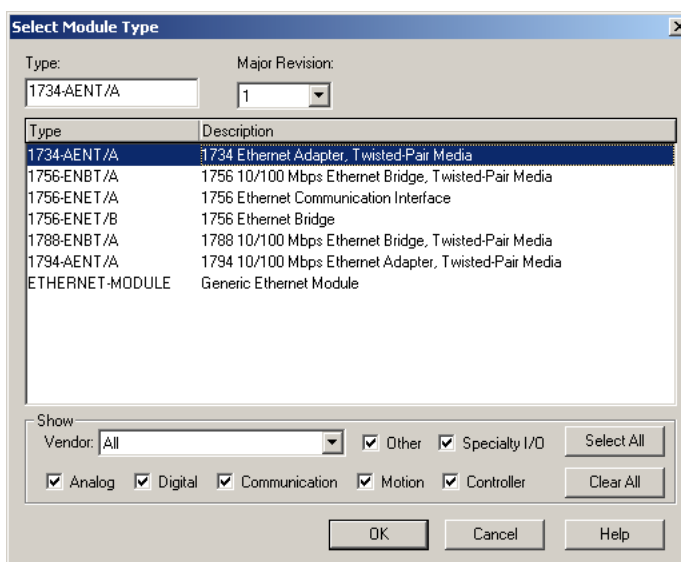 Select Module Type
Type: Major Revision:
1734-AENT/A 1
Type Description
1734-AENT/A 1734 Ethernet Adapter, Twisted-Pair Media
1756-ENBT/A 1756 10/100 Mbps Ethernet Bridge, Twisted-Pair Media
1756-ENET/A 1756 Ethernet Communication Interface
1756-ENET/B 1756 Ethernet Bridge
1788-ENBT/A 1788 10/100 Mbps Ethernet Bridge, Twisted-Pair Media
1794-AENT/A 1794 10/100 Mbps Ethernet Adapter, Twisted-Pair Media
ETHERNET-MODULE Generic Ethernet Module
Show
Vendor: All Other Specialty I/O Select All
Analog Digital Communication Motion Controller Clear All
OK Cancel Help